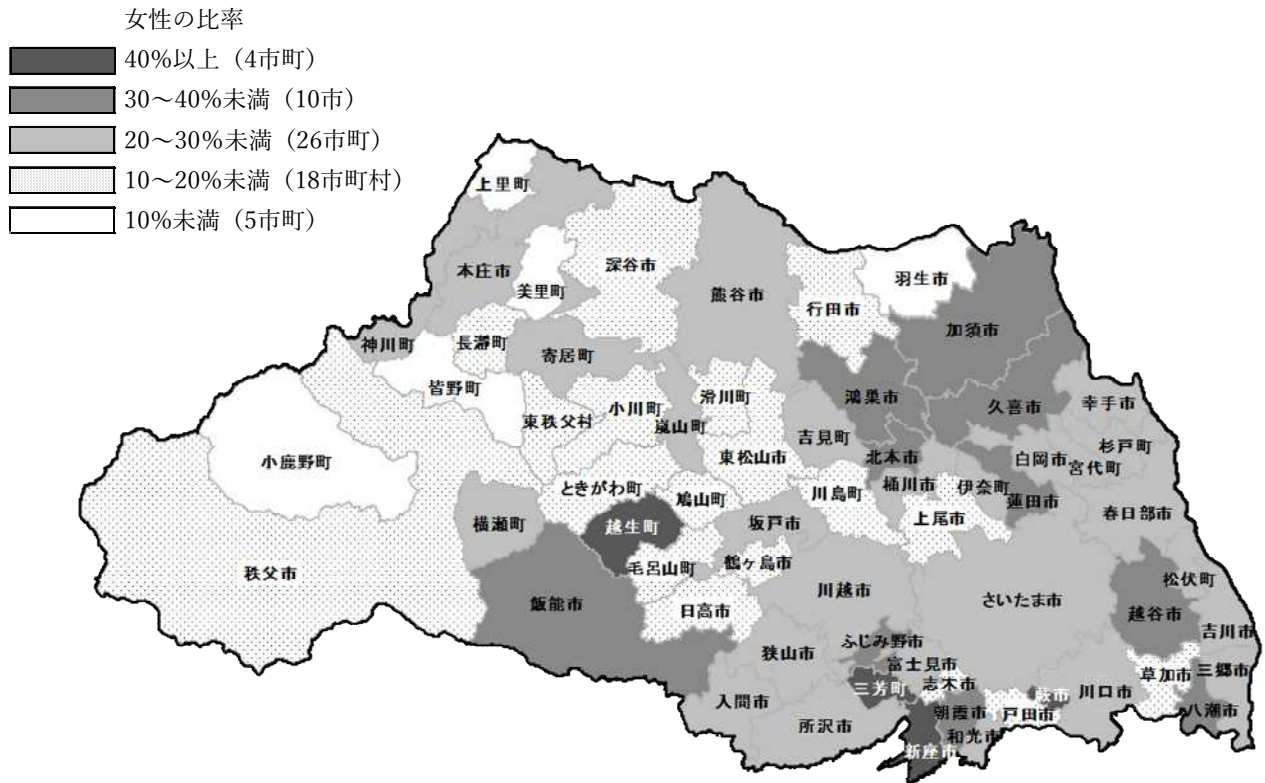 女性の比率
40%以上（4市町）
30～40%未満（10市）
20～30%未満（26市町）
10～20%未満（18市町村）
10%未満（5市町）
上里町
本庄市
美里町
深谷市
熊谷市
行田市
羽生市
加須市
神川町
長瀞町
寄居町
皆野町
東秩父村
小川町
嵐山町
滑川町
東松山市
吉見町
鴻巣市
久喜市
幸手市
杉戸町
宮代町
白岡市
北本市
桶川市
伊奈町
蓮田市
小鹿野町
ときがわ町
鳩山町
川島町
上尾市
春日部市
横瀬町
越生町
坂戸市
毛呂山町
鶴ヶ島市
秩父市
飯能市
日高市
川越市
さいたま市
松伏町
越谷市
吉川市
狭山市
ふじみ野市
富士見市
三芳町
志木市
草加市
三郷市
入間市
所沢市
朝霞市
和光市
新座市
戸田市
蕨市
川口市
八潮市